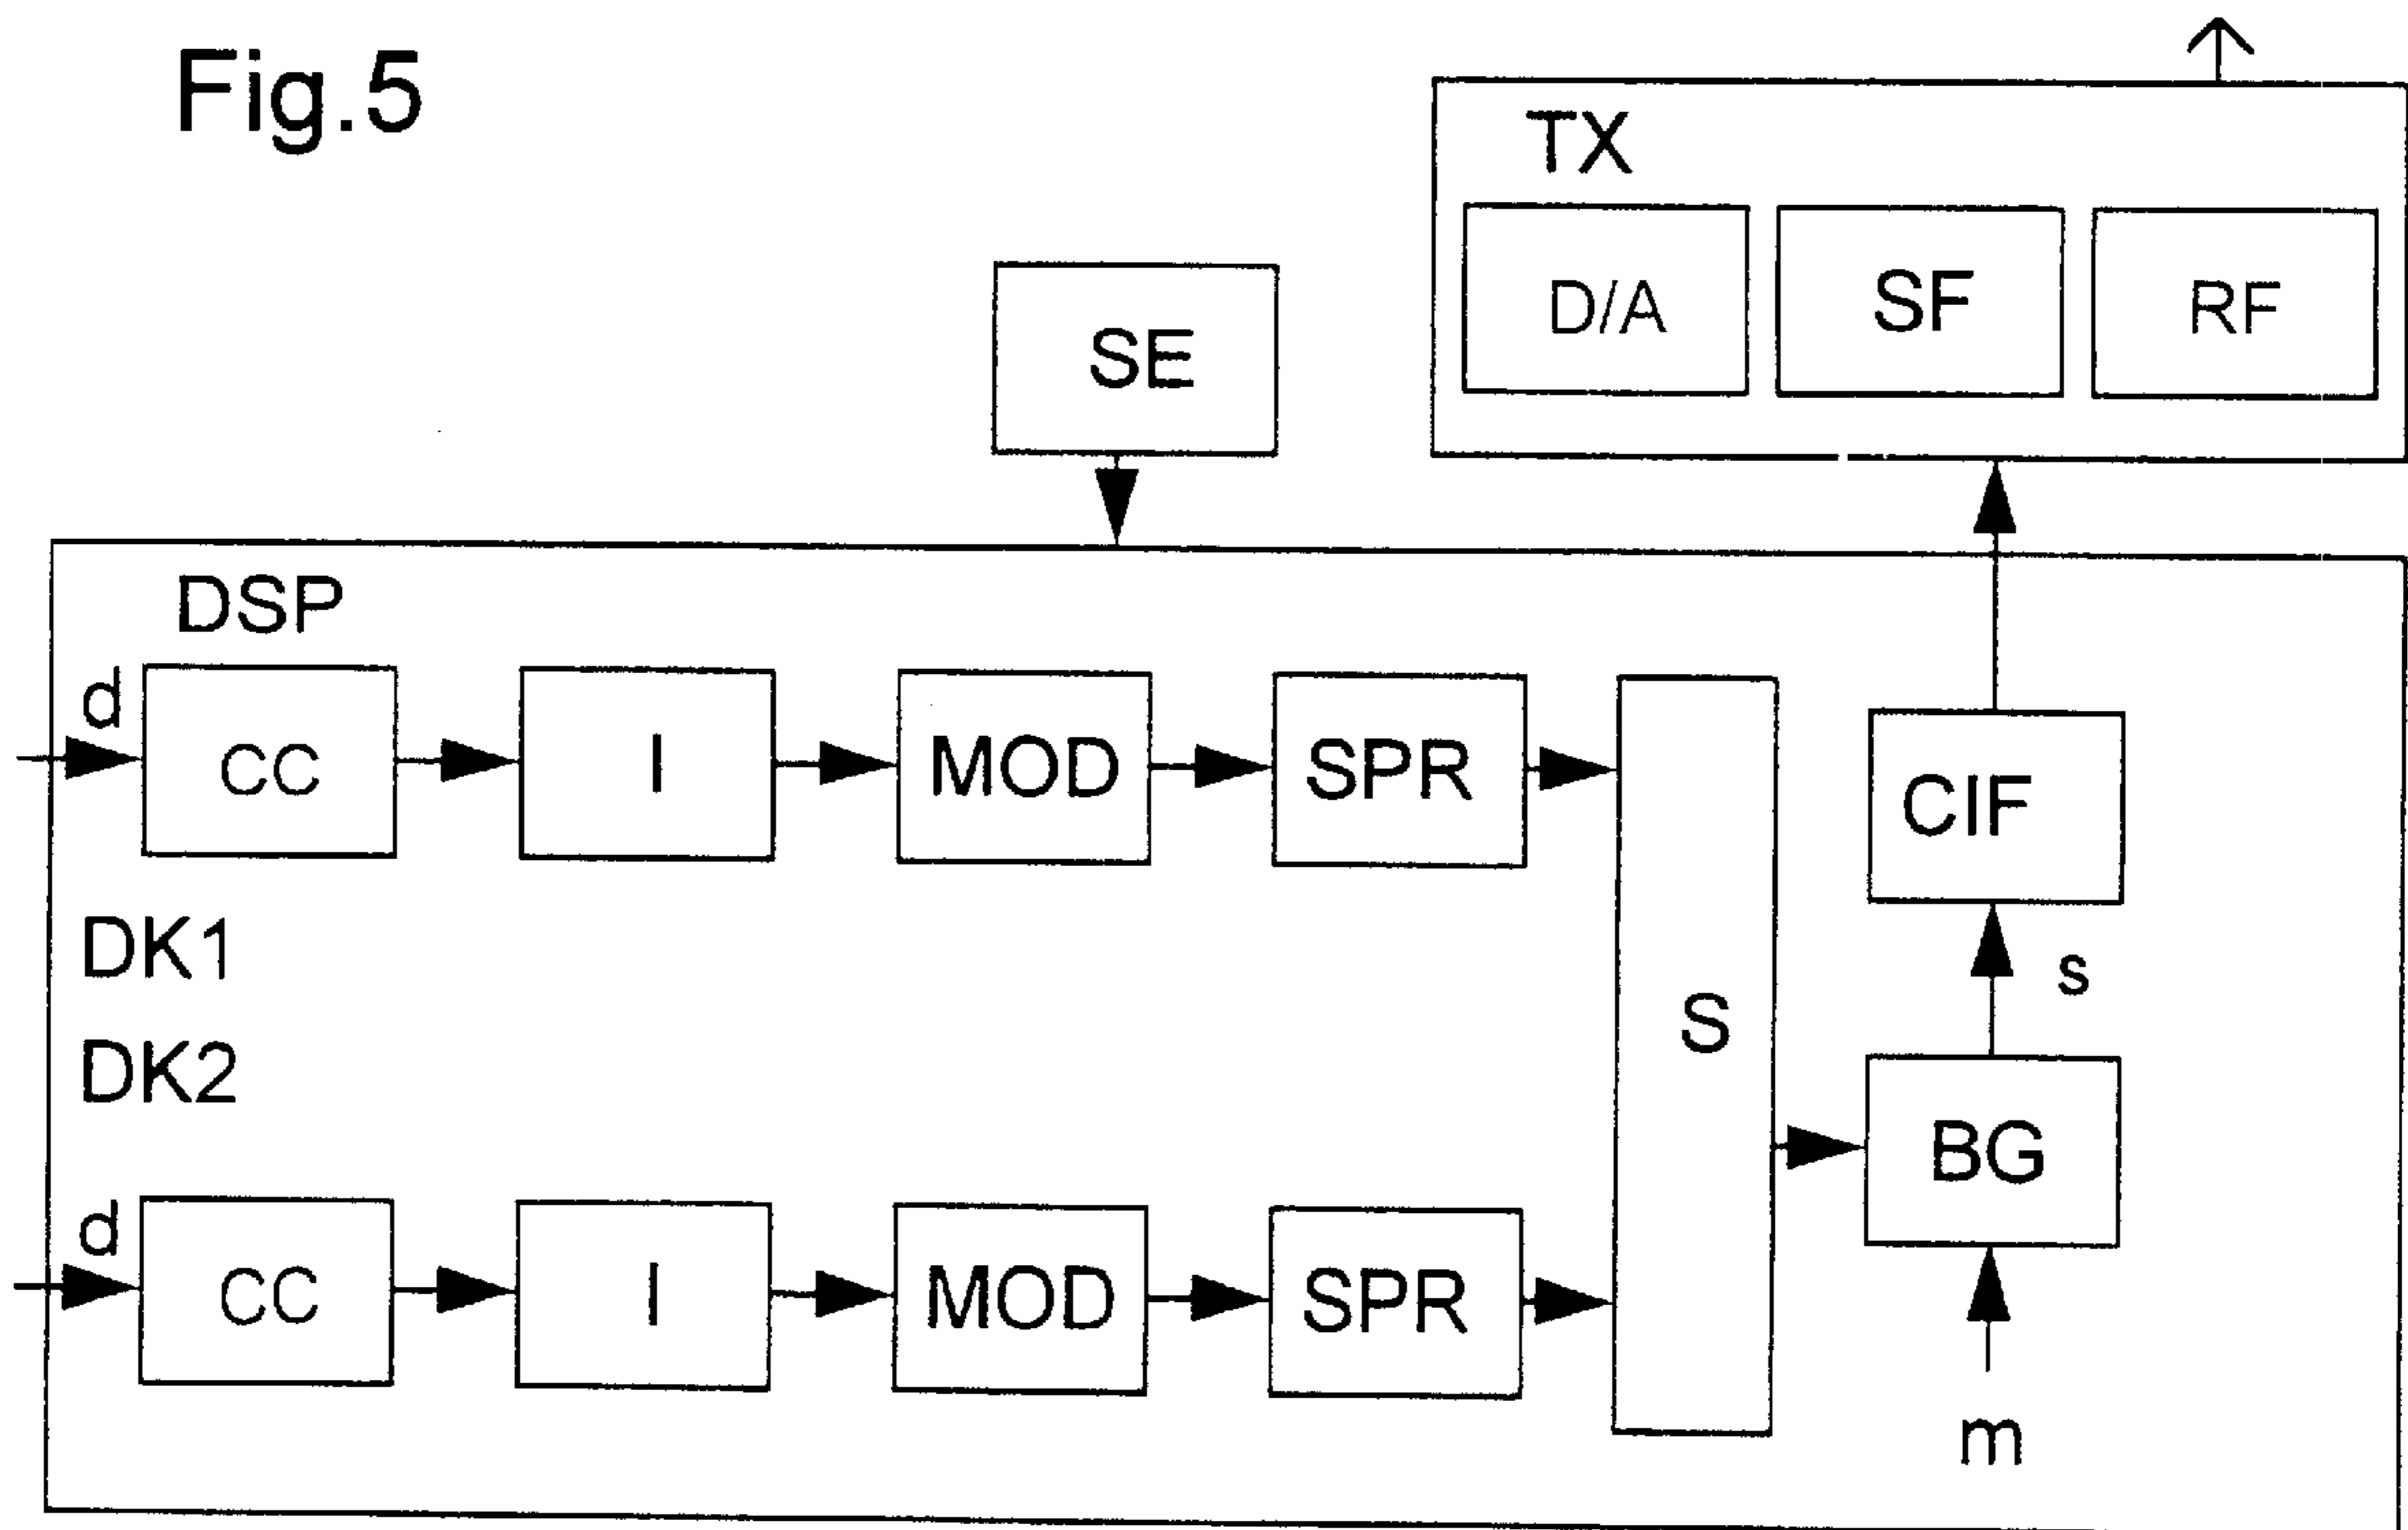 Fig.5
TX
D/A SF RF
SE
DSP
d
CC I MOD SPR
CIF
DK1
s
S
DK2
BG
d
CC I MOD SPR
m